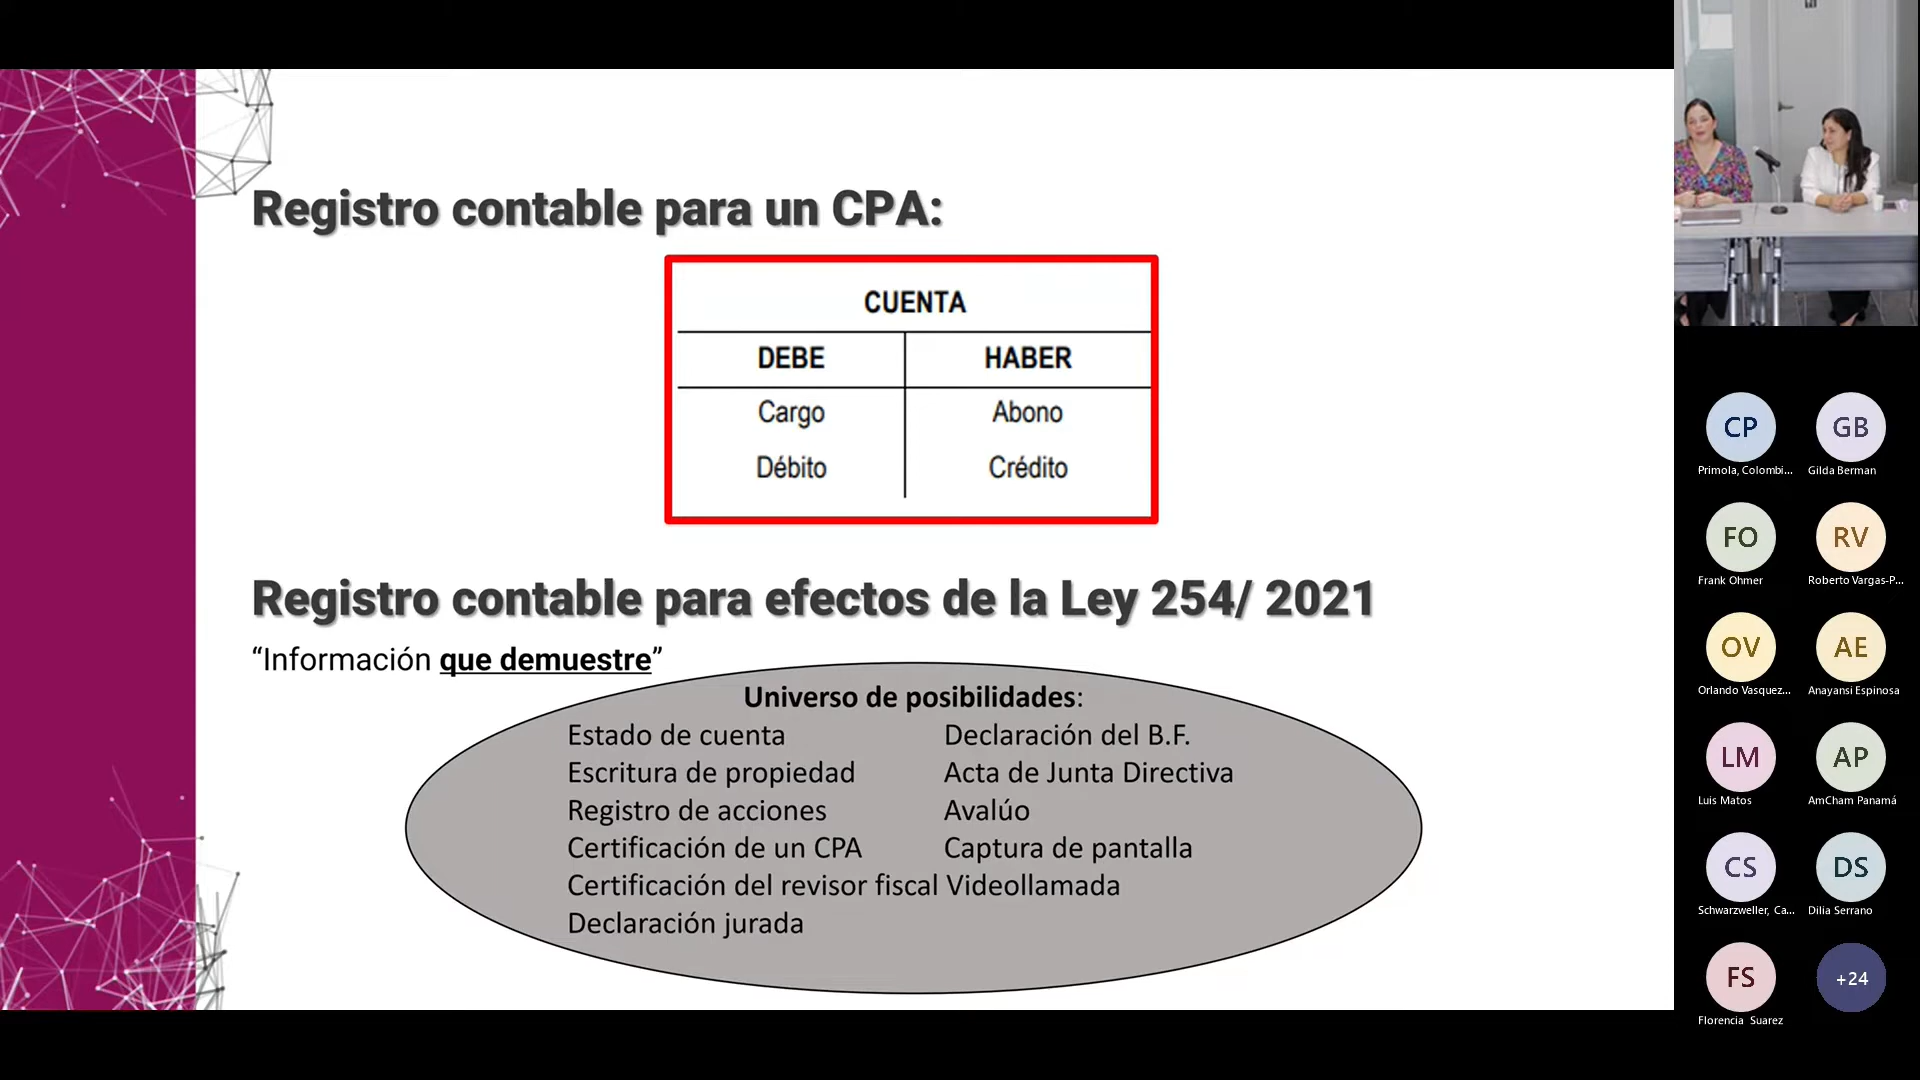 Registro contable para un CPA:
CUENTA
DEBE HABER
Cargo Abono
Débito Crédito
Registro contable para efectos de la Ley 254/ 2021
“Información que demuestre”
Universo de posibilidades:
Estado de cuenta Declaración del B.F.
Escritura de propiedad Acta de Junta Directiva
Registro de acciones Avalúo
Certificación de un CPA Captura de pantalla
Certificación del revisor fiscal Videollamada
Declaración jurada
CP GB
Primola, Colombi... Gilda Berman
FO RV
Frank Ohmer Roberto Vargas-P...
OV AE
Orlando Vasquez... Anayansi Espinosa
LM AP
Luis Matos AmCham Panamá
CS DS
Schwarzweller, Ca... Dilia Serrano
FS +24
Florencia Suarez